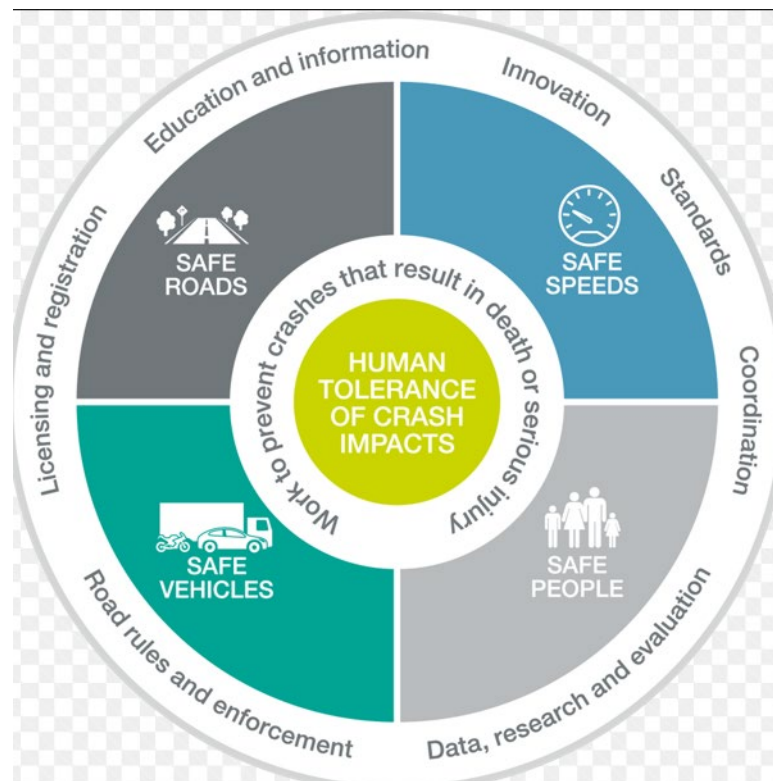 Education and information
Innovation
Standards
Coordination
Data, research and evaluation
Road rules and enforcement
Licensing and registration
SAFE
ROADS
SAFE
SPEEDS
SAFE
VEHICLES
SAFE
PEOPLE
Work to prevent crashes that result in death or serious injury
HUMAN
TOLERANCE
OF CRASH
IMPACTS